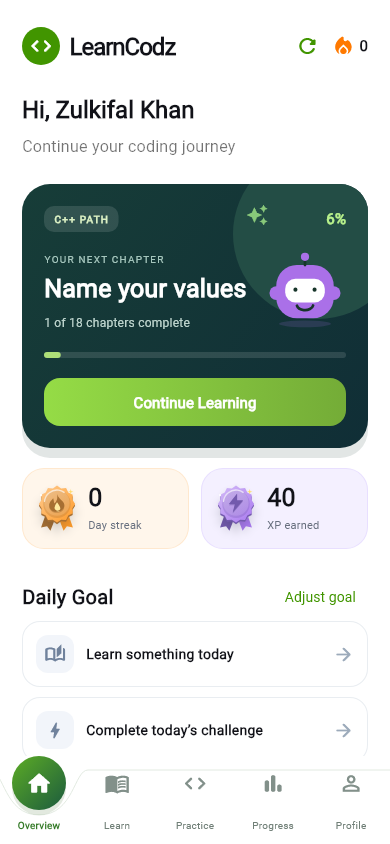 LearnCodz
0
Hi, Zulkifal Khan
Continue your coding journey
C++ PATH
6%
YOUR NEXT CHAPTER
Name your values
1 of 18 chapters complete
Continue Learning
0
Day streak
40
XP earned
Daily Goal
Adjust goal
Learn something today
Complete today’s challenge
Overview
Learn
Practice
Progress
Profile